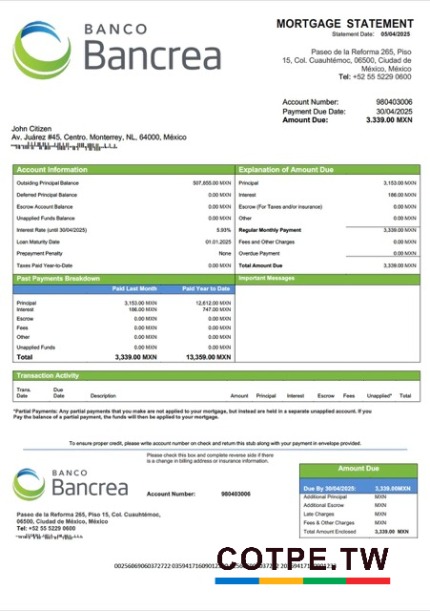 BANCO
Bancrea
MORTGAGE STATEMENT
Statement Date: 05/04/2025
Paseo de la Reforma 265, Piso
15, Col. Cuauhtémoc, 06500, Ciudad de
México, México
Tel: +52 55 5229 0600
Account Number: 980403006
Payment Due Date: 30/04/2025
Amount Due: 3.339.00 MXN
John Citizen
Av. Juárez #45, Centro. Monterrey, NL, 64000, México
Account Information
Outsiding Principal Balance 507,855.00 MXN
Deferred Principal Balance 0.00 MXN
Escrow Account Balance 0.00 MXN
Unapplied Funds Balance 0.00 MXN
Interest Rate (until 30/04/2025) 5.93%
Loan Maturity Date 01.01.2025
Prepayment Penalty None
Taxes Paid Year-to-Date 0.00 MXN
Explanation of Amount Due
Principal 3,153.00 MXN
Interest 186.00 MXN
Escrow (For Taxes and/or insurance) 0.00 MXN
Other 0.00 MXN
Regular Monthly Payment 3,339.00 MXN
Fees and Other Charges 0.00 MXN
Overdue Payment 0.00 MXN
Total Amount Due 3,339.00 MXN
Past Payments Breakdown
Paid Last Month Paid Year to Date
Principal 3,153.00 MXN 12,612.00 MXN
Interest 186.00 MXN 747.00 MXN
Escrow 0.00 MXN 0.00 MXN
Fees 0.00 MXN 0.00 MXN
Other 0.00 MXN 0.00 MXN
Unapplied Funds 0.00 MXN 0.00 MXN
Total 3,339.00 MXN 13,359.00 MXN
Important Messages
Transaction Activity
Trans. Date Due Date Description Amount Principal Interest Escrow Fees Unapplied* Total
*Partial Payments: Any partial payments that you make are not applied to your mortgage, but instead are held in a separate unapplied account. If you
Pay the balance of a partial payment, the funds will then be applied to your mortgage.
To ensure proper credit, please write account number on check and return this stub along with your payment in envelope provided.
Please check this box and complete reverse side if there
is a change in billing address or insurance information.
BANCO
Bancrea
Account Number: 980403006
Amount Due
Due By 30/04/2025: 3,339.00MXN
Additional Principal MXN
Additional Escrow MXN
Late Charges MXN
Fees & Other Charges MXN
Total Amount Enclosed 3,339.00 MXN
Paseo de la Reforma 265, Piso 15, Col. Cuauhtémoc,
06500, Ciudad de México, México
Tel: +52 55 5229 0600
COTPE.TW